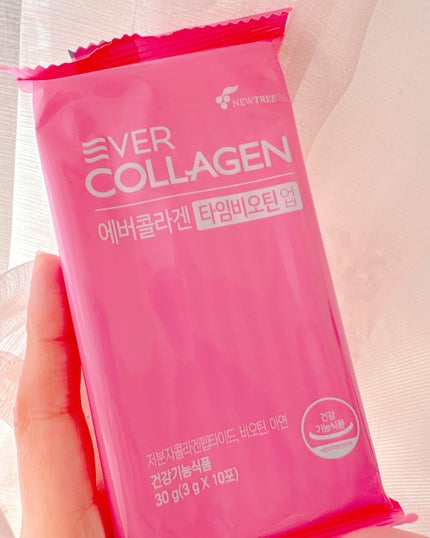 NEWTREE
EVER
COLLAGEN
에버콜라겐 타임비오틴 업
저분자콜라겐펩타이드, 비오틴, 아연
건강기능식품
30 g(3 g X 10포)
건강
기능식품